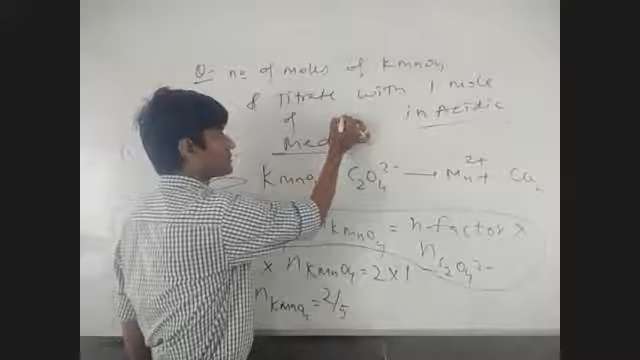 Q:- no of moles of KMnO4
& Titrate with 1 mole
of in Acidic
Med
KMnO C2O4 2- → Mn 2+ + CO2
n KMnO4 = n-factor ×
n C2O4 2-
× n KMnO4 = 2×1
n KMnO4 = 2/5